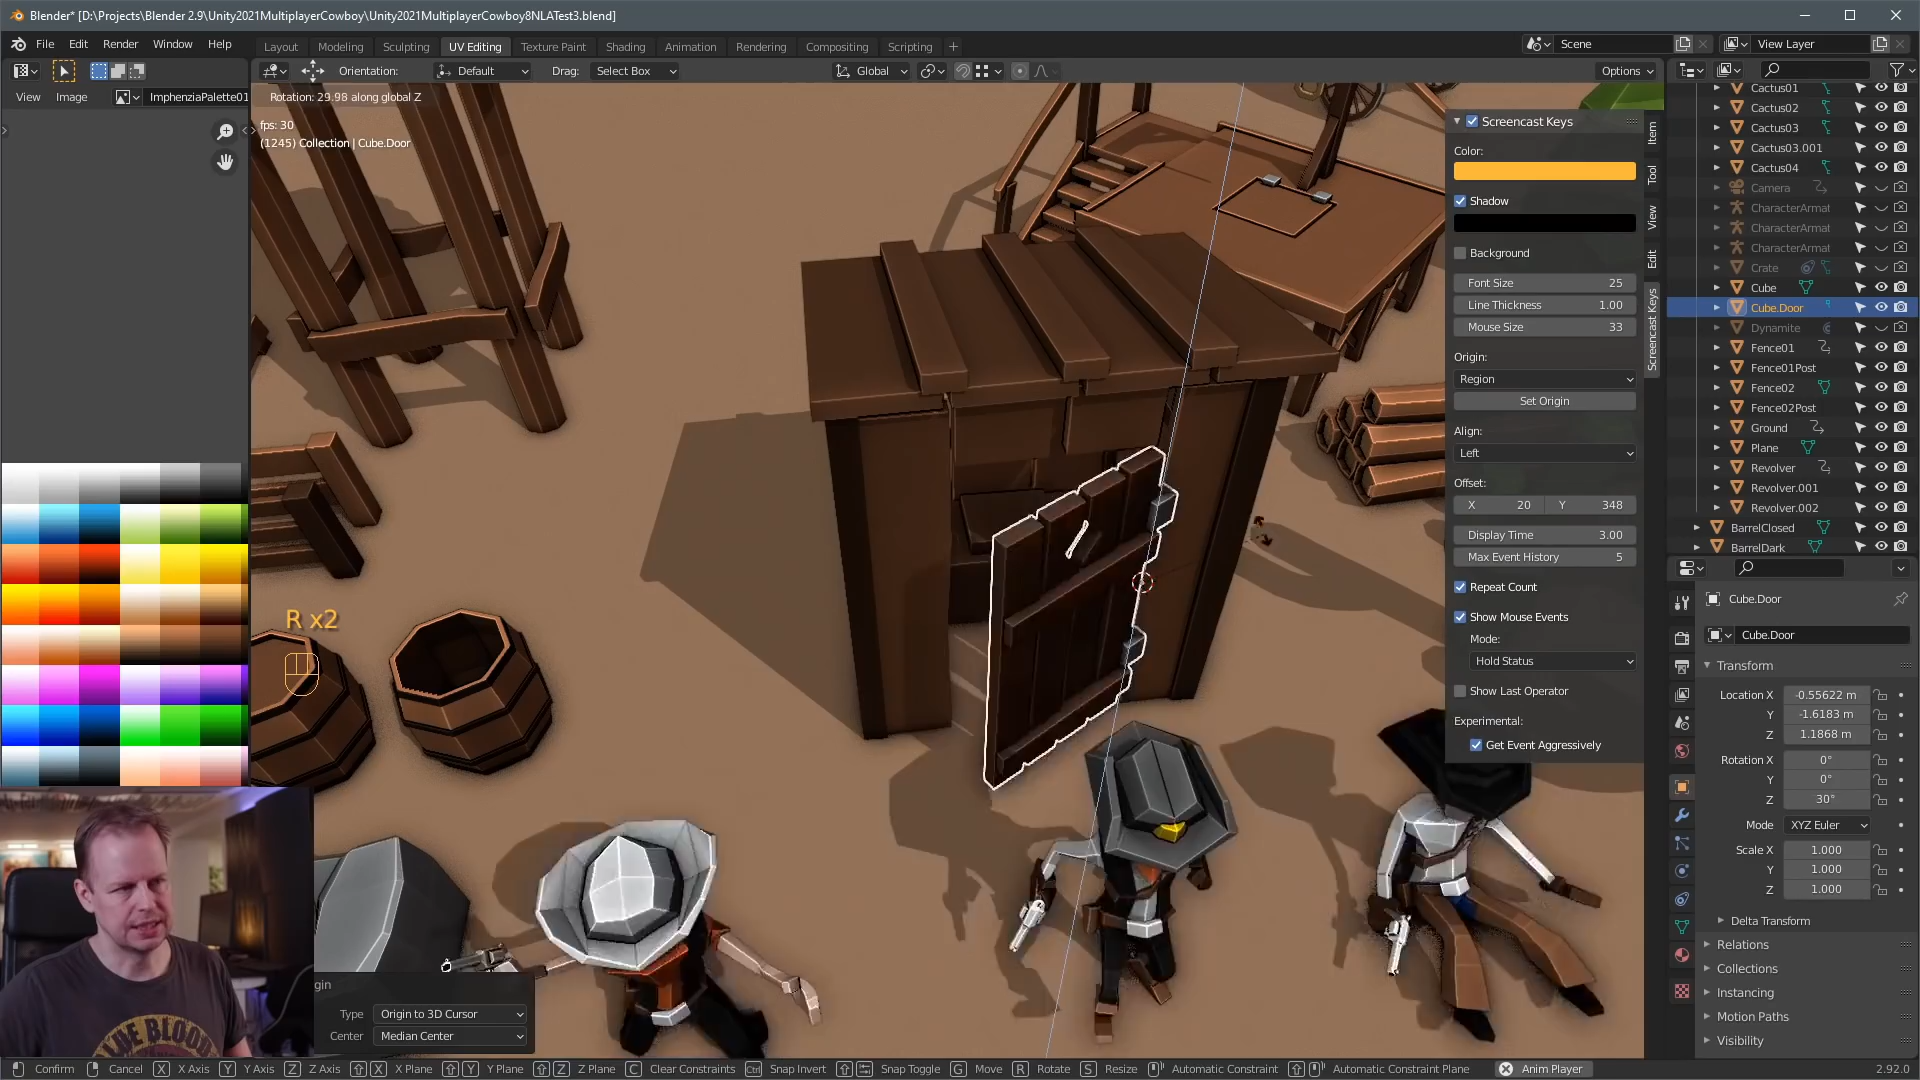 Blender* [D:\Projects\Blender 2.9\Unity2021MultiplayerCowboy\Unity2021MultiplayerCowboy8NLATest3.blend]
File Edit Render Window Help
Layout Modeling Sculpting UV Editing Texture Paint Shading Animation Rendering Compositing Scripting +
Scene
View Layer
Orientation: Default Drag: Select Box
Global
Options
View Image ImphenziaPalette01
Rotation: 29.98 along global Z
fps: 30
(1245) Collection | Cube.Door
R x2
Screencast Keys
Color:
Shadow
Background
Font Size 25
Line Thickness 1.00
Mouse Size 33
Origin:
Region
Set Origin
Align:
Left
Offset:
X 20 Y 348
Display Time 3.00
Max Event History 5
Repeat Count
Show Mouse Events
Mode:
Hold Status
Show Last Operator
Experimental:
Get Event Aggressively
Item
Tool
View
Edit
Screencast Keys
Cactus01
Cactus02
Cactus03
Cactus03.001
Cactus04
Camera
CharacterArmat
CharacterArmat
CharacterArmat
Crate
Cube
Cube.Door
Dynamite
Fence01
Fence01Post
Fence02
Fence02Post
Ground
Plane
Revolver
Revolver.001
Revolver.002
BarrelClosed
BarrelDark
Cube.Door
Cube.Door
Transform
Location X -0.55622 m
Y -1.6183 m
Z 1.1868 m
Rotation X 0°
Y 0°
Z 30°
Mode XYZ Euler
Scale X 1.000
Y 1.000
Z 1.000
Delta Transform
Relations
Collections
Instancing
Motion Paths
Visibility
gin
Type Origin to 3D Cursor
Center Median Center
Confirm Cancel X X Axis Y Y Axis Z Z Axis X X Plane Y Y Plane Z Z Plane C Clear Constraints Ctrl Snap Invert Snap Toggle G Move R Rotate S Resize Automatic Constraint Automatic Constraint Plane Anim Player 2.92.0